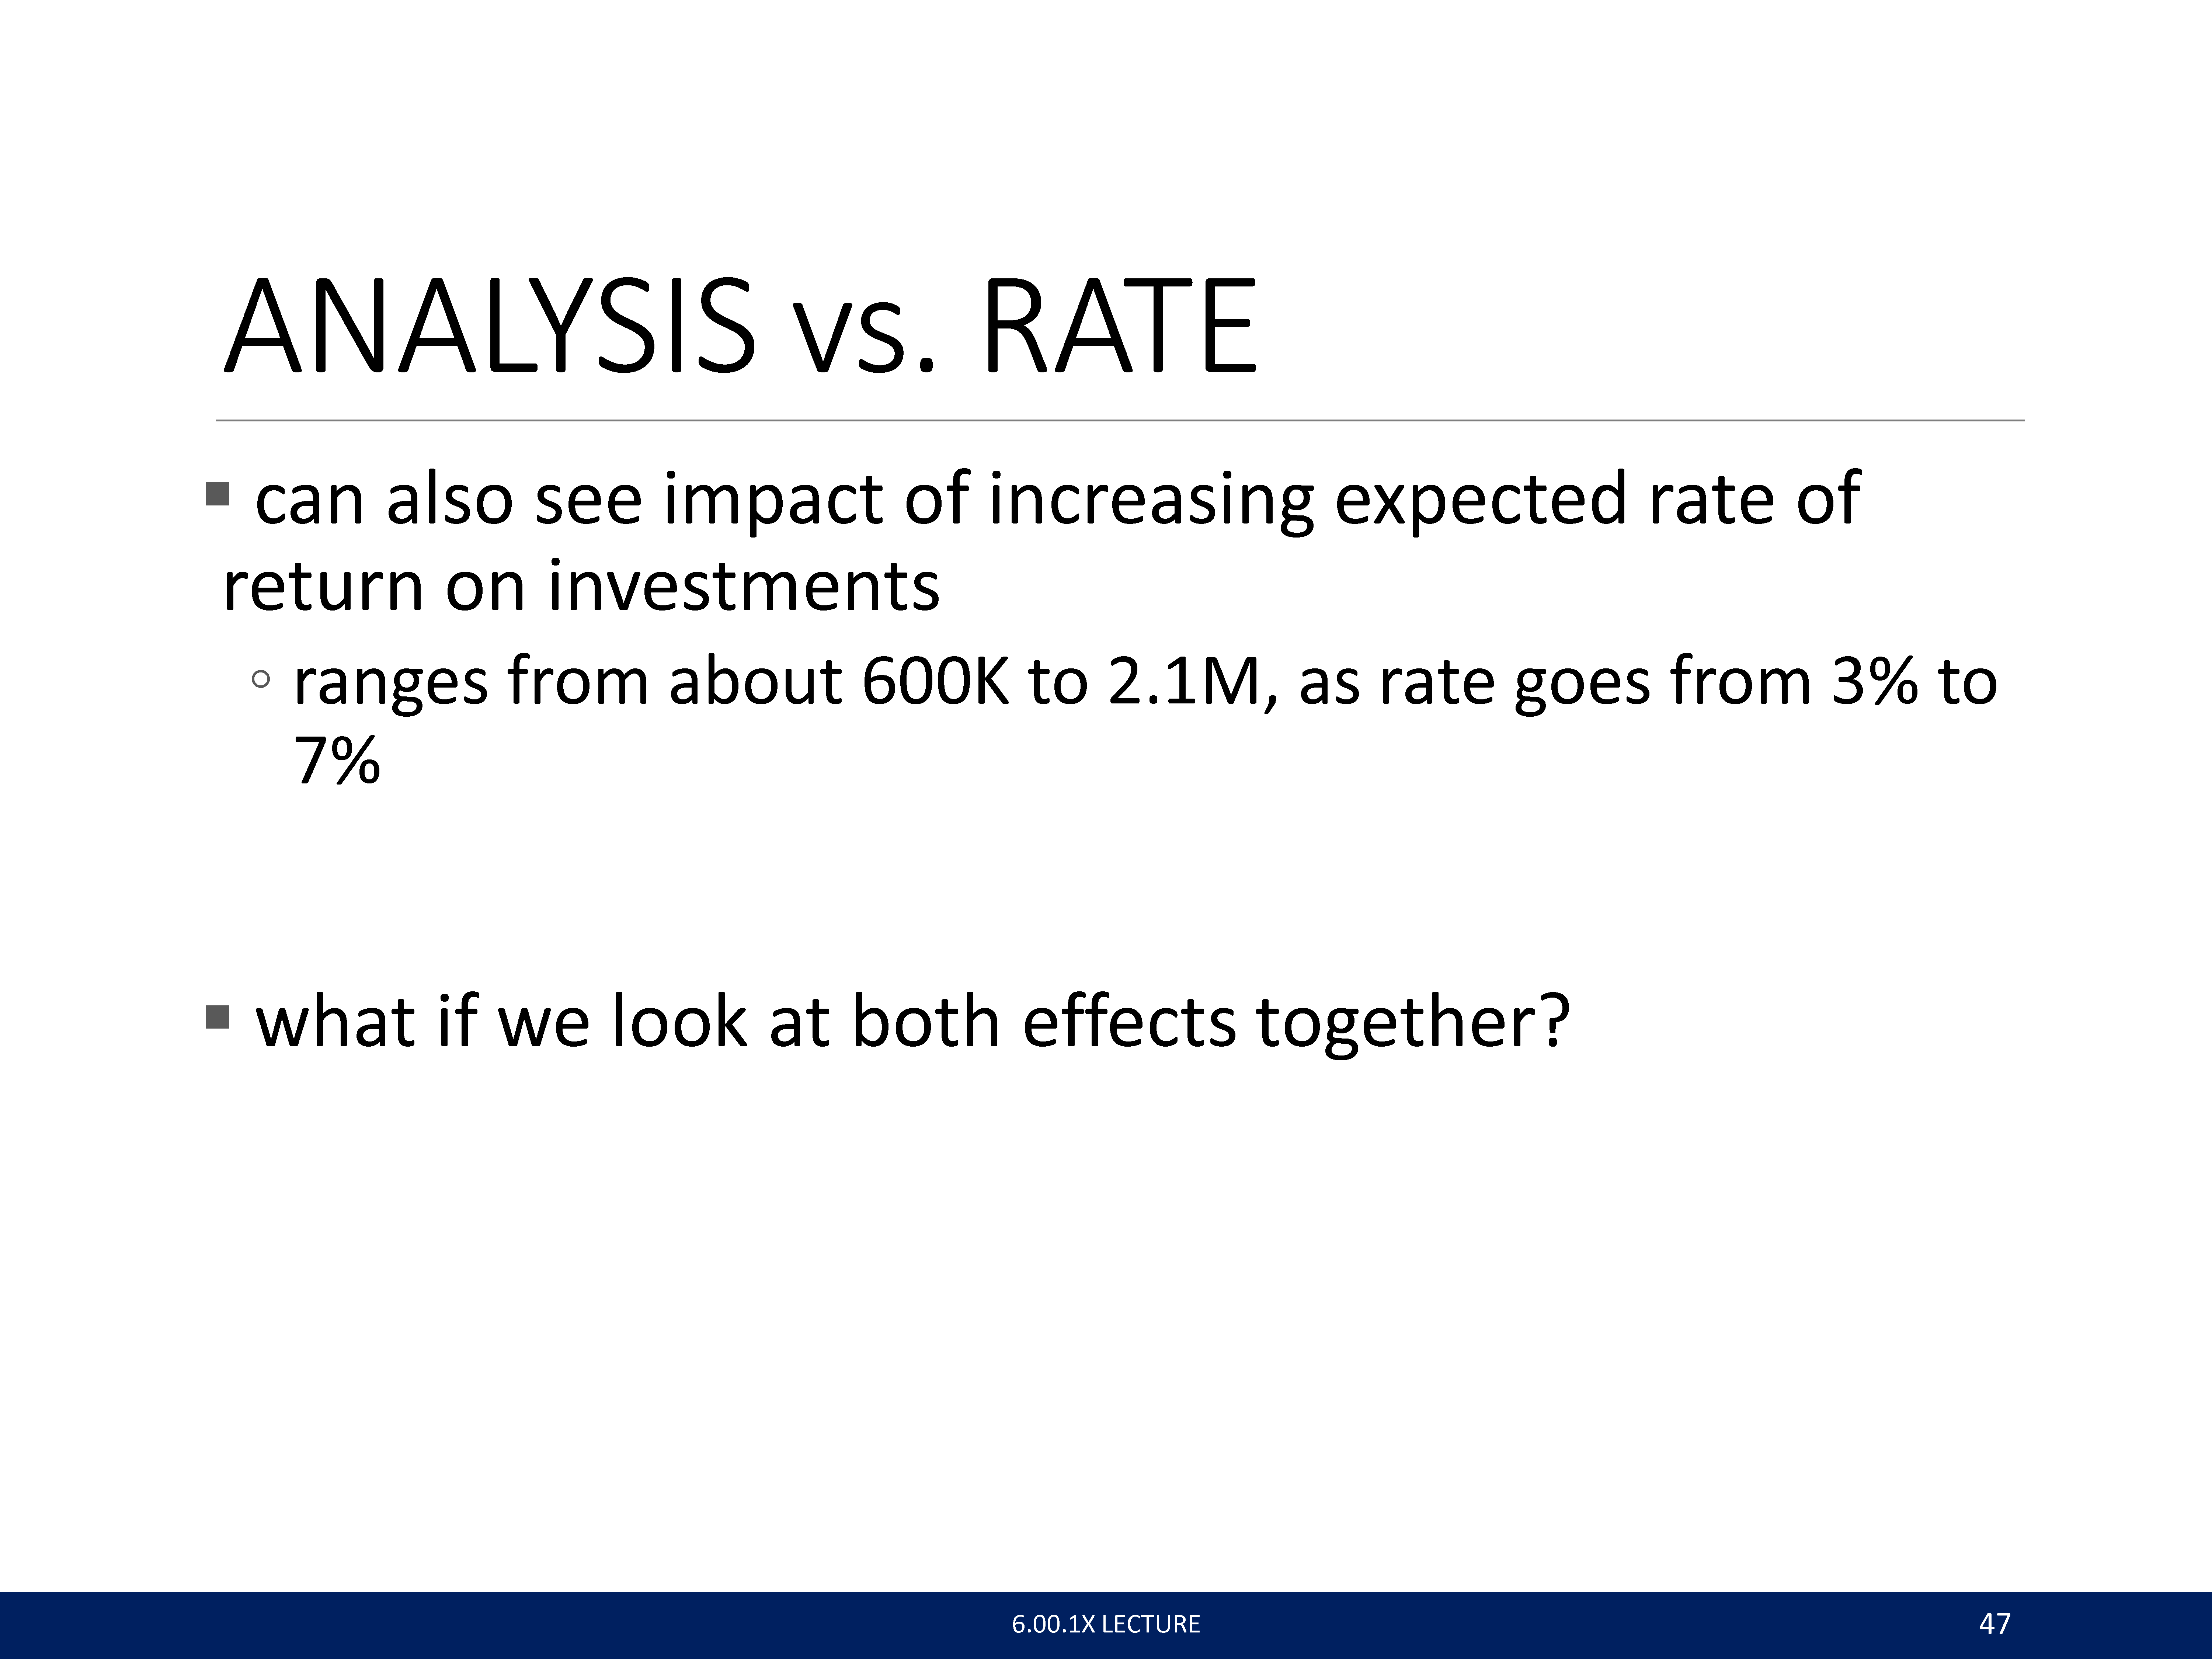 ANALYSIS vs. RATE
▪ can also see impact of increasing expected rate of
return on investments
◦ ranges from about 600K to 2.1M, as rate goes from 3% to
7%
▪ what if we look at both effects together?
6.00.1X LECTURE
47